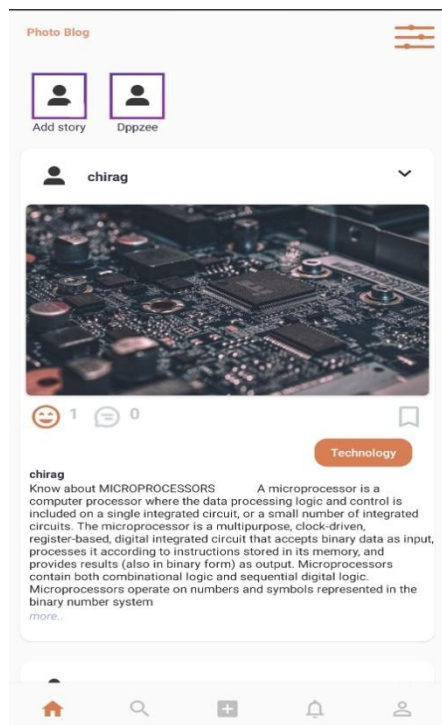 Photo Blog
Add story
Dppzee
chirag
1
0
Technology
chirag
Know about MICROPROCESSORS A microprocessor is a
computer processor where the data processing logic and control is
included on a single integrated circuit, or a small number of integrated
circuits. The microprocessor is a multipurpose, clock-driven,
register-based, digital integrated circuit that accepts binary data as input,
processes it according to instructions stored in its memory, and
provides results (also in binary form) as output. Microprocessors
contain both combinational logic and sequential digital logic.
Microprocessors operate on numbers and symbols represented in the
binary number system
more..